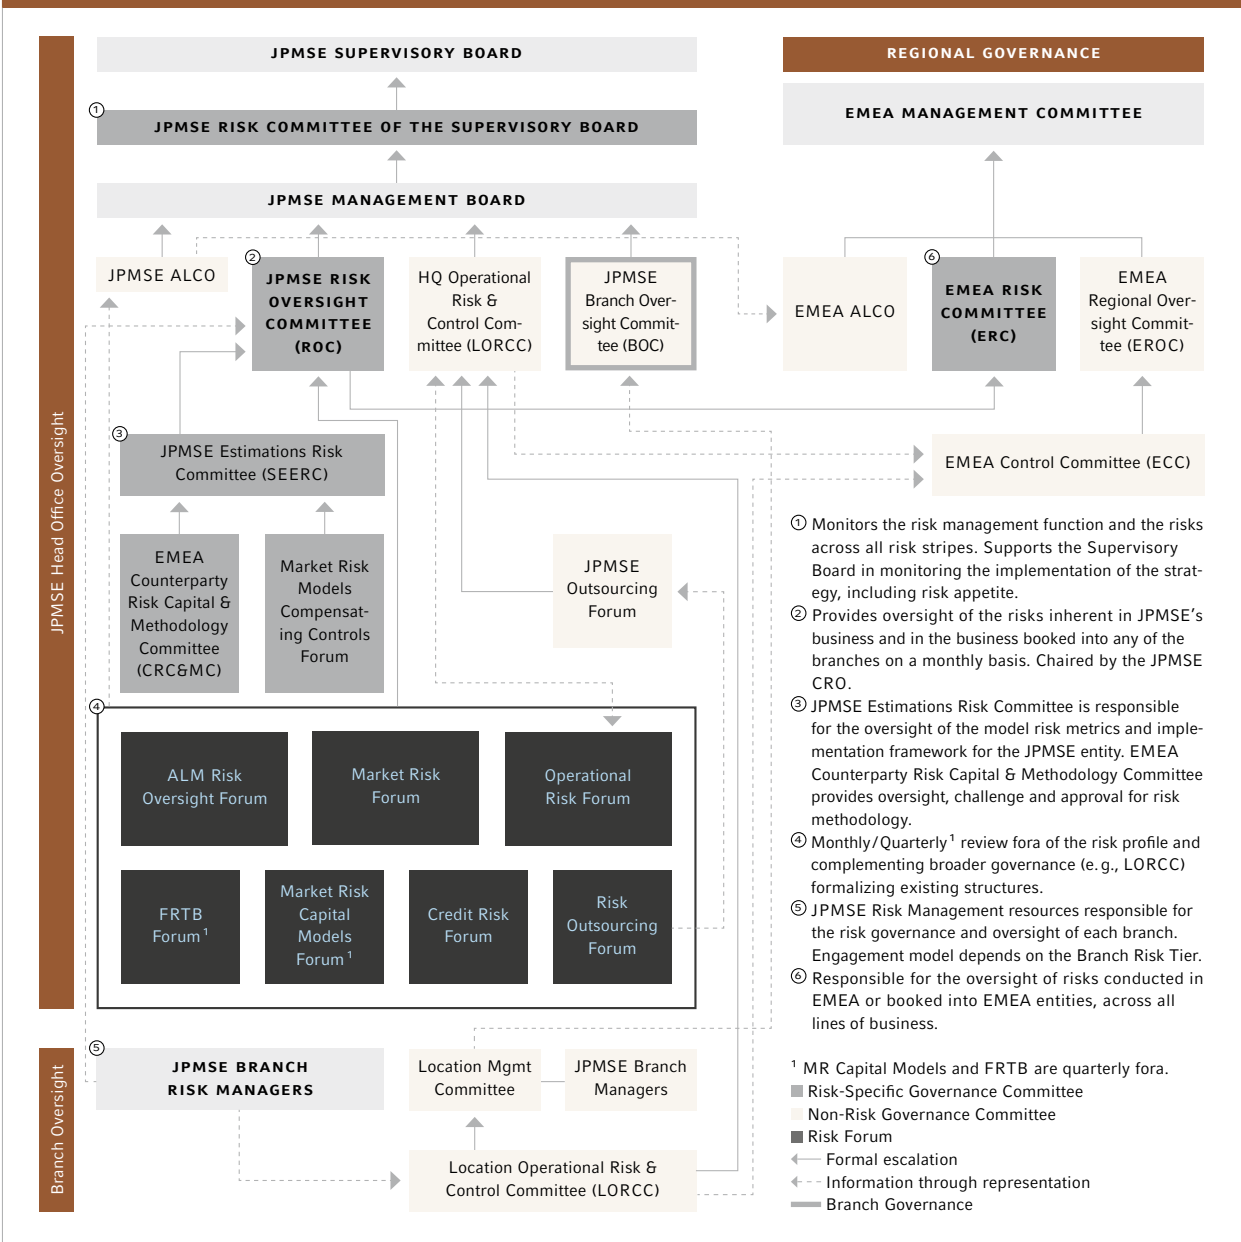 JPMSE Head Office Oversight
JPMSE SUPERVISORY BOARD
1
JPMSE RISK COMMITTEE OF THE SUPERVISORY BOARD
JPMSE MANAGEMENT BOARD
JPMSE ALCO
2
JPMSE RISK
OVERSIGHT
COMMITTEE
(ROC)
HQ Operational
Risk &
Control Com-
mittee (LORCC)
JPMSE
Branch Over-
sight Commit-
tee (BOC)
3
JPMSE Estimations Risk
Committee (SEERC)
EMEA
Counterparty
Risk Capital &
Methodology
Committee
(CRC&MC)
Market Risk
Models
Compensat-
ing Controls
Forum
JPMSE
Outsourcing
Forum
4
ALM Risk
Oversight Forum
Market Risk
Forum
Operational
Risk Forum
FRTB
Forum¹
Market Risk
Capital
Models
Forum¹
Credit Risk
Forum
Risk
Outsourcing
Forum
Branch Oversight
5
JPMSE BRANCH
RISK MANAGERS
Location Mgmt
Committee
JPMSE Branch
Managers
Location Operational Risk &
Control Committee (LORCC)
REGIONAL GOVERNANCE
EMEA MANAGEMENT COMMITTEE
EMEA ALCO
6
EMEA RISK
COMMITTEE
(ERC)
EMEA
Regional Over-
sight Commit-
tee (EROC)
EMEA Control Committee (ECC)
1 Monitors the risk management function and the risks
across all risk stripes. Supports the Supervisory
Board in monitoring the implementation of the strat-
egy, including risk appetite.
2 Provides oversight of the risks inherent in JPMSE's
business and in the business booked into any of the
branches on a monthly basis. Chaired by the JPMSE
CRO.
3 JPMSE Estimations Risk Committee is responsible
for the oversight of the model risk metrics and imple-
mentation framework for the JPMSE entity. EMEA
Counterparty Risk Capital & Methodology Committee
provides oversight, challenge and approval for risk
methodology.
4 Monthly/Quarterly¹ review fora of the risk profile and
complementing broader governance (e. g., LORCC)
formalizing existing structures.
5 JPMSE Risk Management resources responsible for
the risk governance and oversight of each branch.
Engagement model depends on the Branch Risk Tier.
6 Responsible for the oversight of risks conducted in
EMEA or booked into EMEA entities, across all
lines of business.
¹ MR Capital Models and FRTB are quarterly fora.
Risk-Specific Governance Committee
Non-Risk Governance Committee
Risk Forum
Formal escalation
Information through representation
Branch Governance